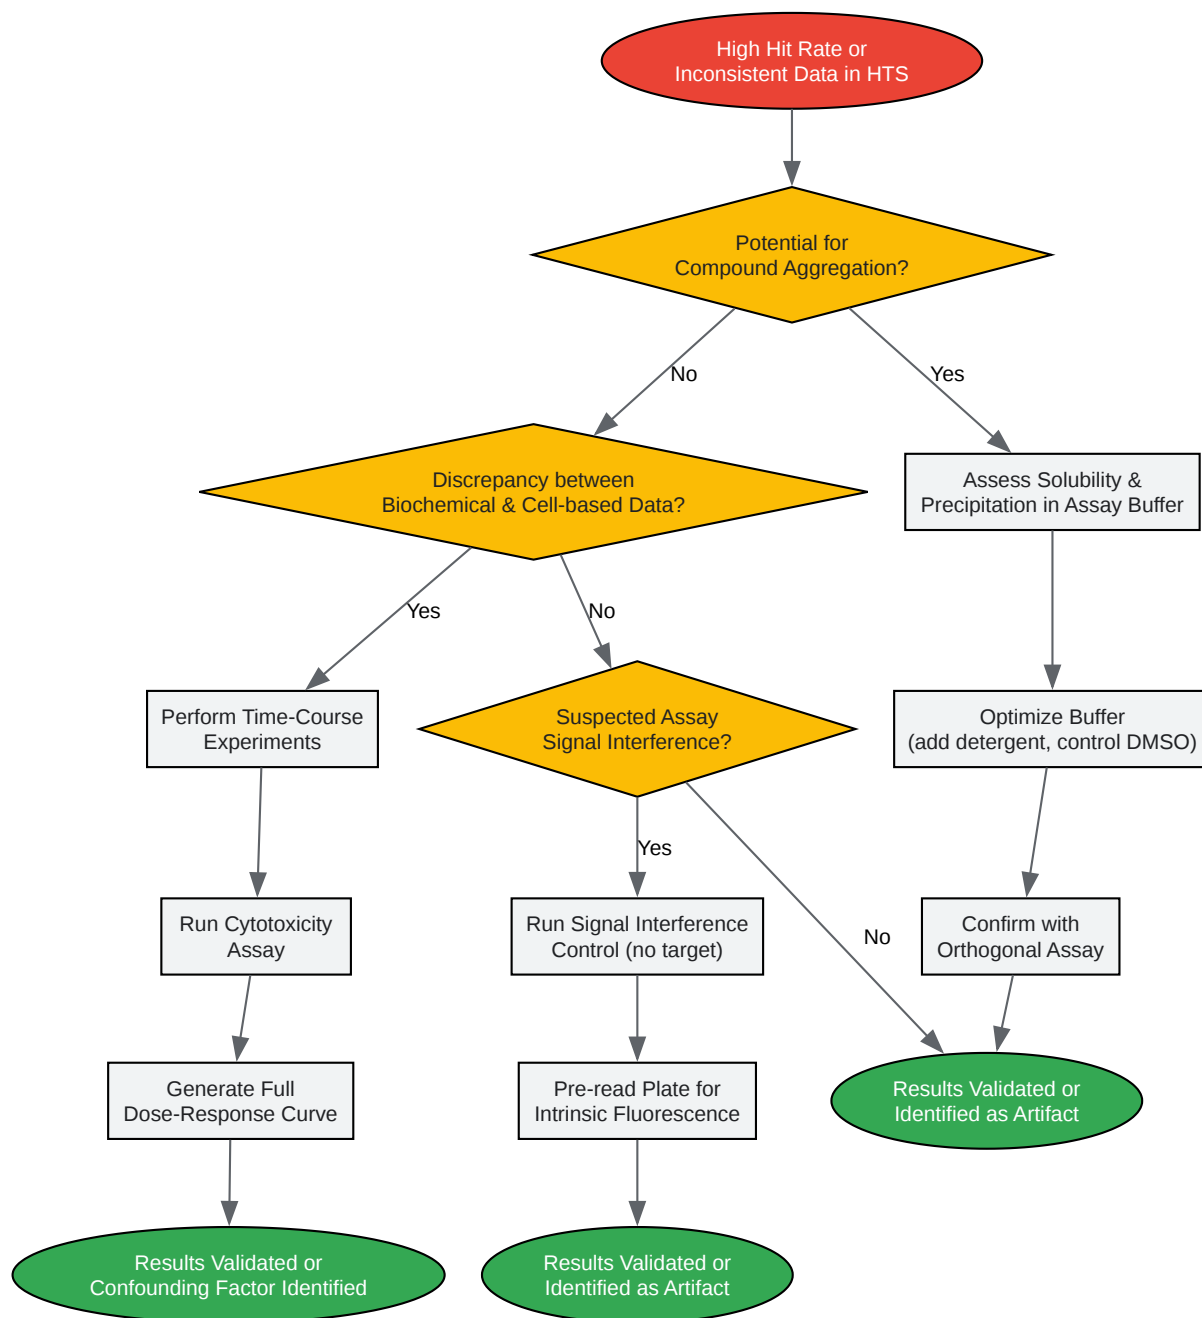 High Hit Rate or
Inconsistent Data in HTS
Potential for
Compound Aggregation?
No
Yes
Discrepancy between
Biochemical & Cell-based Data?
Assess Solubility &
Precipitation in Assay Buffer
Yes
No
Perform Time-Course
Experiments
Suspected Assay
Signal Interference?
Optimize Buffer
(add detergent, control DMSO)
Yes
No
Run Cytotoxicity
Assay
Run Signal Interference
Control (no target)
Confirm with
Orthogonal Assay
Generate Full
Dose-Response Curve
Pre-read Plate for
Intrinsic Fluorescence
Results Validated or
Identified as Artifact
Results Validated or
Confounding Factor Identified
Results Validated or
Identified as Artifact